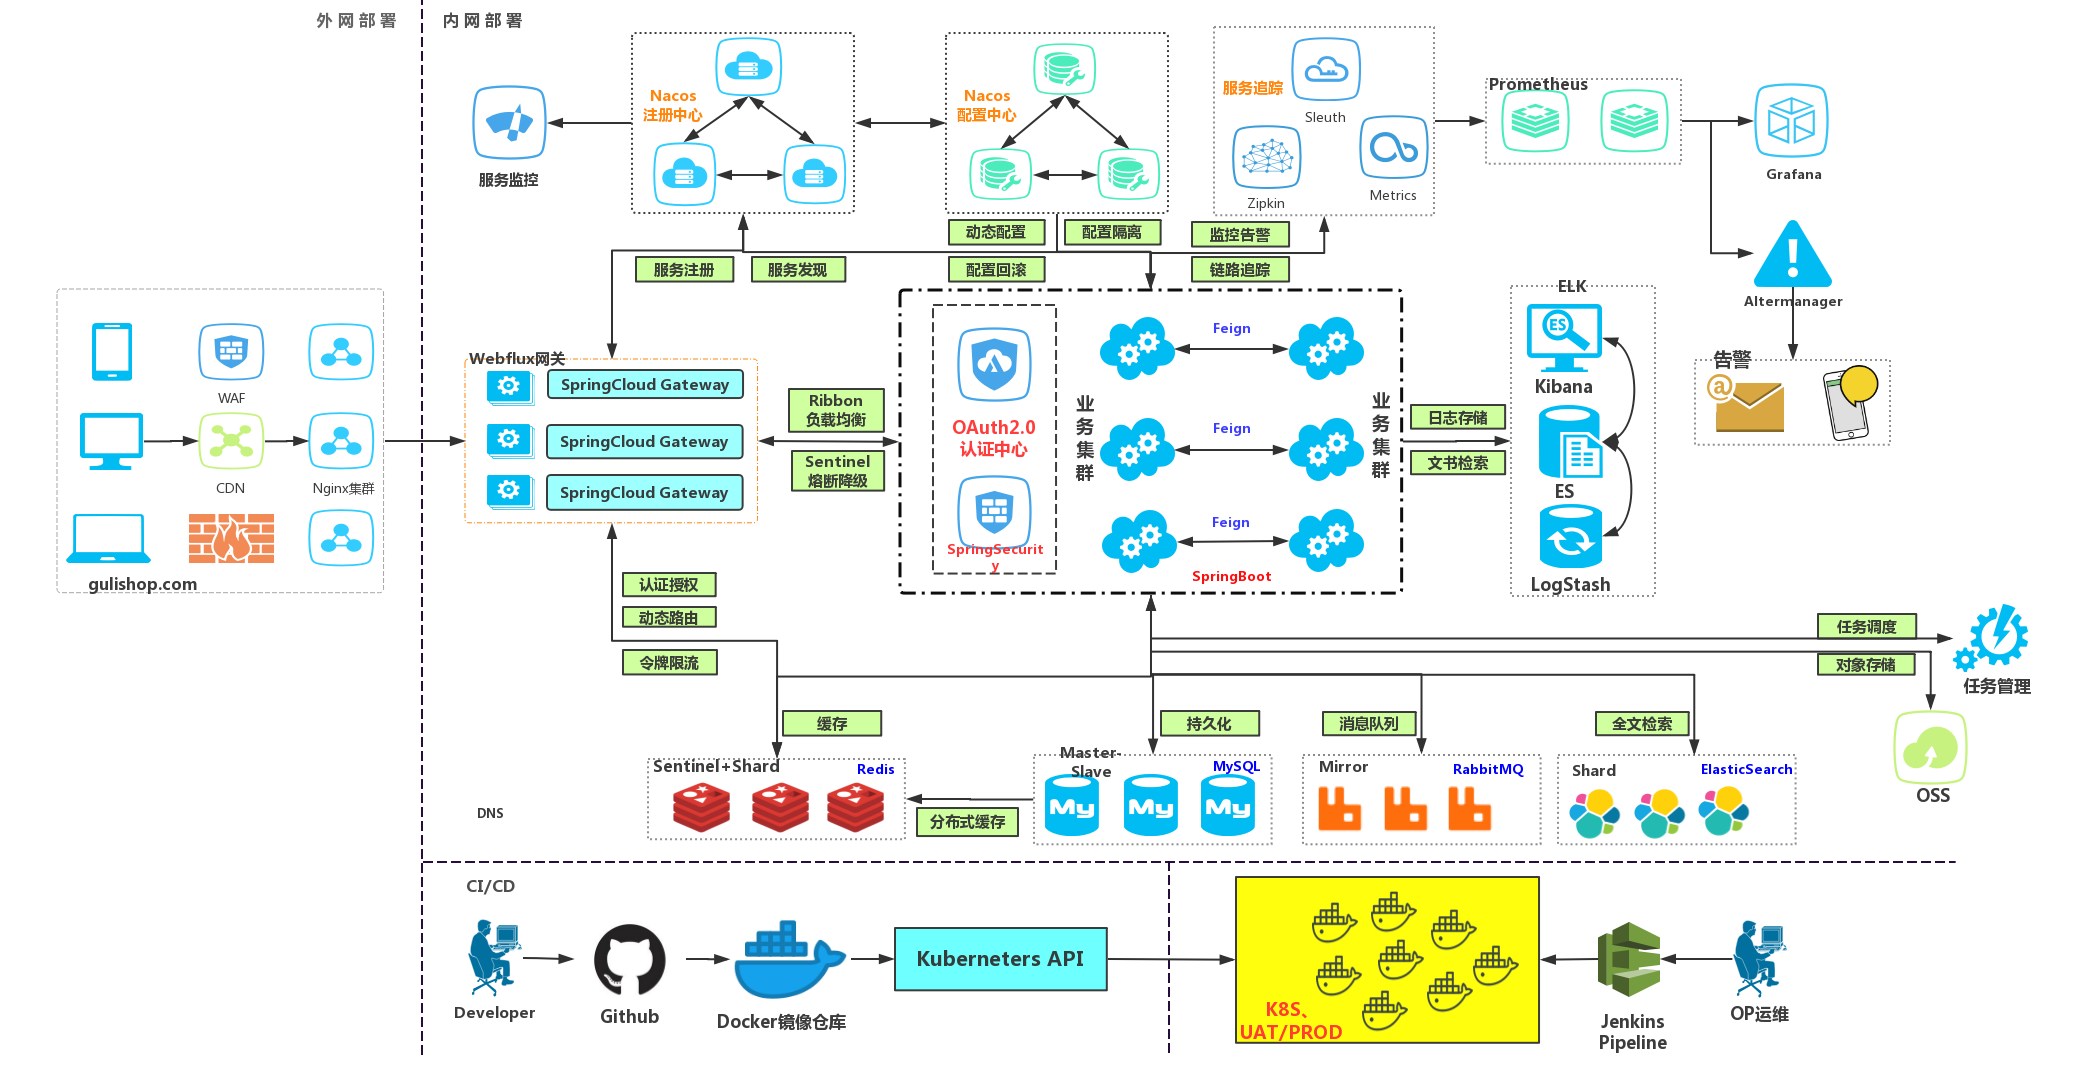 外网部署
内网部署
服务监控
Nacos
注册中心
Nacos
配置中心
服务追踪
Sleuth
Zipkin
Metrics
Prometheus
Grafana
Altermanager
告警
@
服务注册
服务发现
动态配置
配置隔离
配置回滚
监控告警
链路追踪
WAF
CDN
Nginx集群
gulishop.com
Webflux网关
SpringCloud Gateway
SpringCloud Gateway
SpringCloud Gateway
Ribbon
负载均衡
Sentinel
熔断降级
OAuth2.0
认证中心
SpringSecurit
y
业务集群
Feign
Feign
Feign
业务集群
SpringBoot
日志存储
文书检索
ELK
ES
Kibana
ES
LogStash
认证授权
动态路由
令牌限流
任务调度
对象存储
任务管理
OSS
缓存
持久化
消息队列
全文检索
Sentinel+Shard
Redis
分布式缓存
Master-
Slave
MySQL
My
My
My
Mirror
RabbitMQ
Shard
ElasticSearch
DNS
CI/CD
Developer
Github
Docker镜像仓库
Kuberneters API
K8S、
UAT/PROD
Jenkins
Pipeline
OP运维